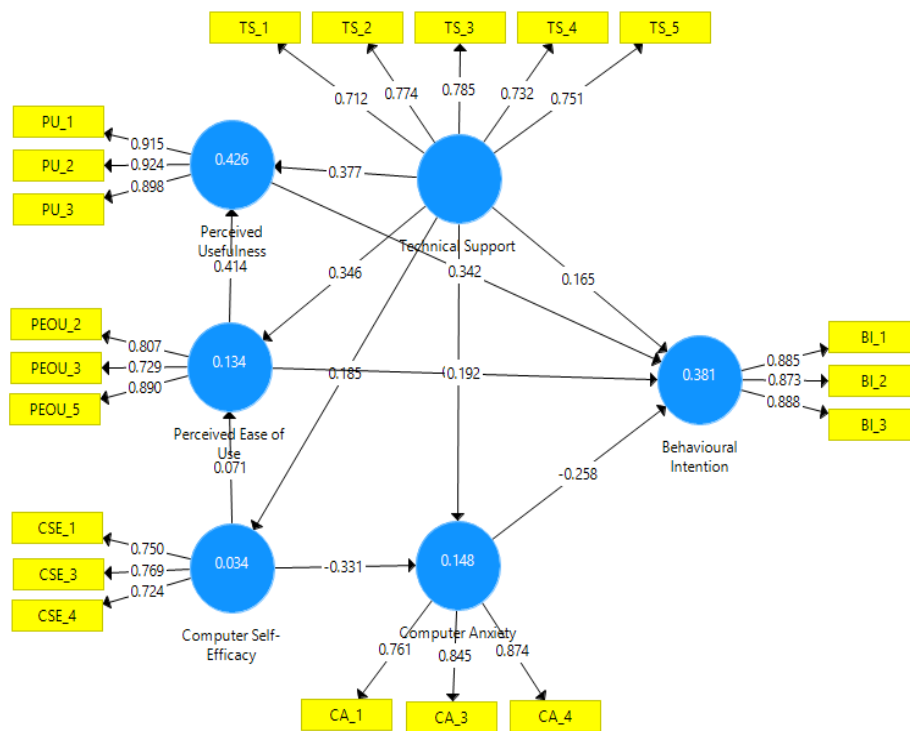 TS_1
TS_2
TS_3
TS_4
TS_5
0.712
0.774
0.785
0.732
0.751
PU_1
PU_2
PU_3
0.915
0.924
0.898
0.426
Perceived
Usefulness
0.377
Technical Support
0.414
0.346
0.342
0.165
PEOU_2
PEOU_3
PEOU_5
0.807
0.729
0.890
0.134
Perceived Ease of
Use
0.185
0.192
0.381
Behavioural
Intention
0.885
0.873
0.888
BI_1
BI_2
BI_3
0.071
-0.258
CSE_1
CSE_3
CSE_4
0.750
0.769
0.724
0.034
Computer Self-
Efficacy
-0.331
0.148
Computer Anxiety
0.761
0.845
0.874
CA_1
CA_3
CA_4